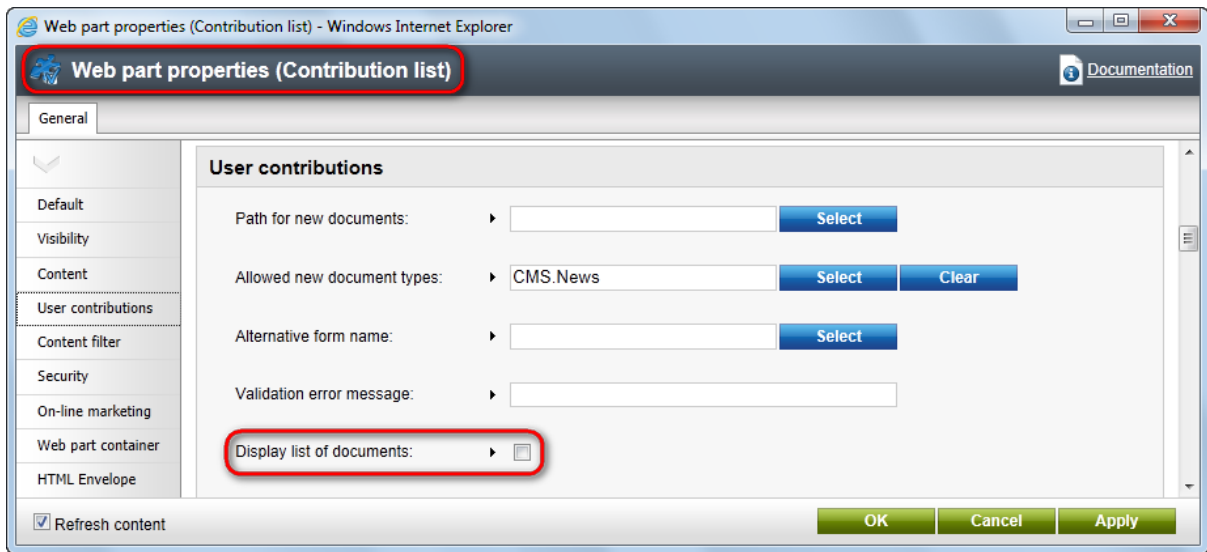 Web part properties (Contribution list) - Windows Internet Explorer
Web part properties (Contribution list)
Documentation
General
User contributions
Default
Path for new documents:
Select
Visibility
Content
Allowed new document types:
CMS.News
Select
Clear
User contributions
Content filter
Alternative form name:
Select
Security
Validation error message:
On-line marketing
Web part container
Display list of documents:
HTML Envelope
Refresh content
OK
Cancel
Apply